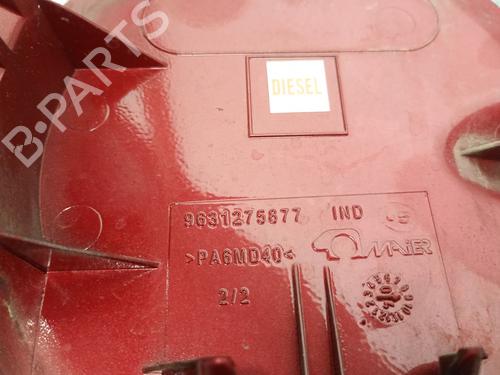 B-PARTS
DIESEL
9631275677 IND
>PA6MD40< MAIER
2/2